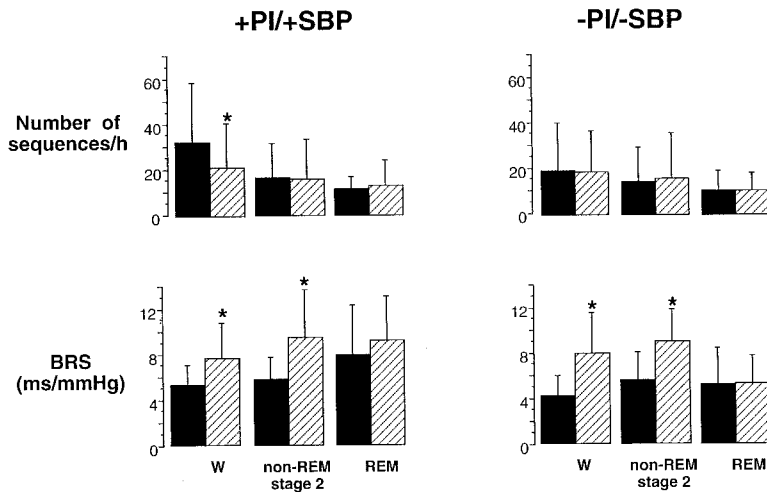 +PI/+SBP
-PI/-SBP
Number of
sequences/h
60
40
20
0
*
60
40
20
0
BRS
(ms/mmHg)
12
8
4
0
*
*
W
non-REM
stage 2
REM
12
8
4
0
*
*
W
non-REM
stage 2
REM